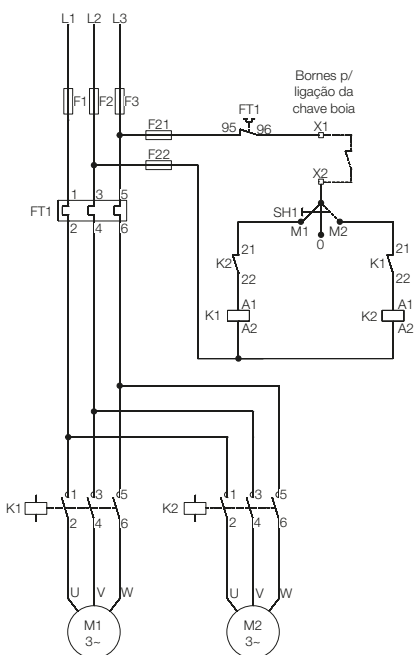 L1 L2 L3
F1 F2 F3
F21
F22
FT1
95 96
Bornes p/
ligação da
chave boia
X1
X2
SH1
M1 M2
0
FT1
1 3 5
2 4 6
K2
21
22
K1
21
22
K1
A1
A2
K2
A1
A2
K1
1 3 5
2 4 6
K2
1 3 5
2 4 6
U V W
U V W
M1
3~
M2
3~